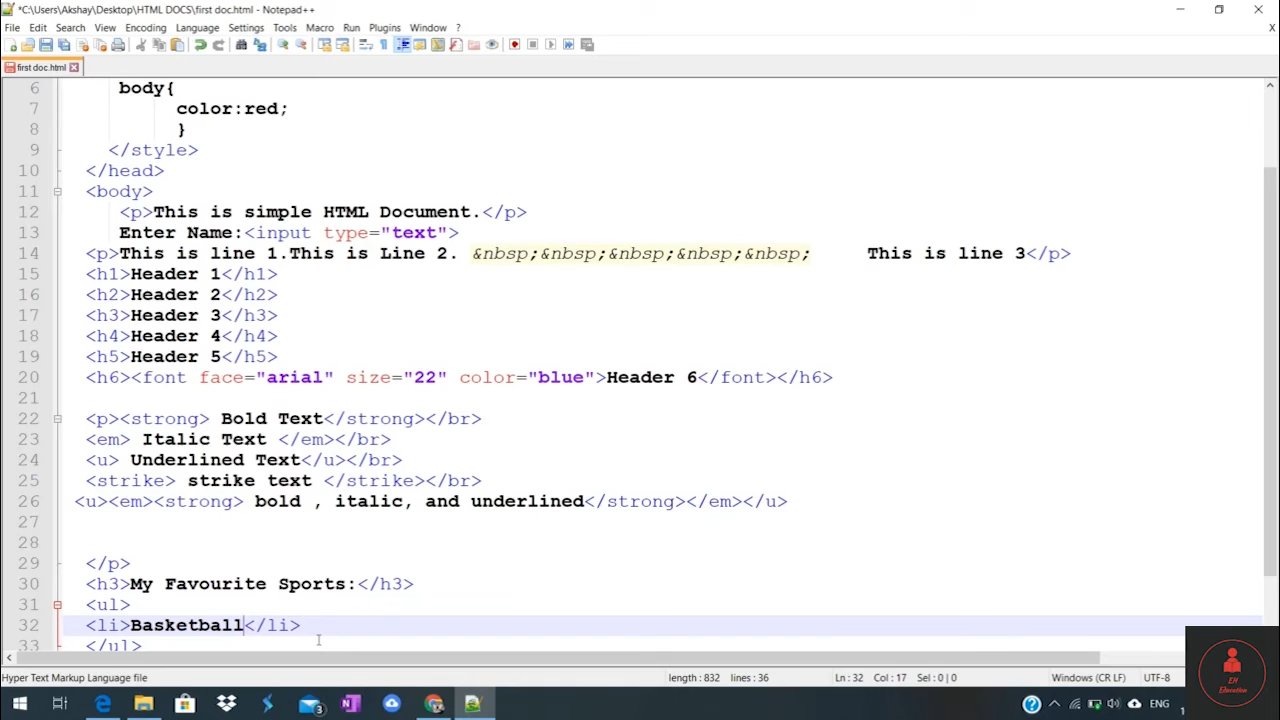 *C:\Users\Akshay\Desktop\HTML DOCS\first doc.html - Notepad++
File Edit Search View Encoding Language Settings Tools Macro Run Plugins Window ? X
first doc.html
6 body{
7 color:red;
8 }
9 </style>
10 </head>
11 <body>
12 <p>This is simple HTML Document.</p>
13 Enter Name:<input type="text">
14 <p>This is line 1.This is Line 2. &nbsp;&nbsp;&nbsp;&nbsp;&nbsp; This is line 3</p>
15 <h1>Header 1</h1>
16 <h2>Header 2</h2>
17 <h3>Header 3</h3>
18 <h4>Header 4</h4>
19 <h5>Header 5</h5>
20 <h6><font face="arial" size="22" color="blue">Header 6</font></h6>
21
22 <p><strong> Bold Text</strong></br>
23 <em> Italic Text </em></br>
24 <u> Underlined Text</u></br>
25 <strike> strike text </strike></br>
26 <u><em><strong> bold , italic, and underlined</strong></em></u>
27
28
29 </p>
30 <h3>My Favourite Sports:</h3>
31 <ul>
32 <li>Basketball</li>
33 </ul>
EH
Education
Hyper Text Markup Language file length : 832 lines : 36 Ln : 32 Col : 17 Sel : 0 | 0 Windows (CR LF) UTF-8
3 ENG